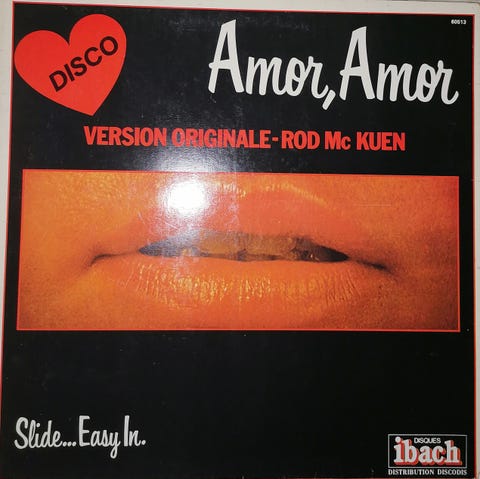 60513
DISCO
Amor, Amor
VERSION ORIGINALE-ROD Mc KUEN
Slide...Easy In.
DISQUES
ibach
DISTRIBUTION DISCODIS